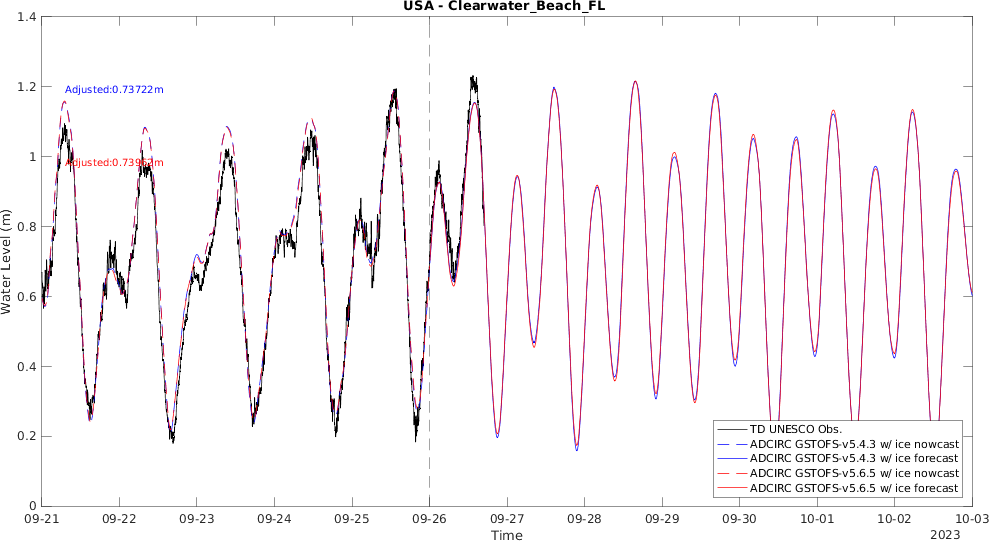 USA - Clearwater_Beach_FL
1.4
1.2
1
0.8
0.6
0.4
0.2
0
Water Level (m)
Adjusted:0.73722m
TD UNESCO Obs.
ADCIRC GSTOFS-v5.4.3 w/ ice nowcast
ADCIRC GSTOFS-v5.4.3 w/ ice forecast
ADCIRC GSTOFS-v5.6.5 w/ ice nowcast
ADCIRC GSTOFS-v5.6.5 w/ ice forecast
09-21
09-22
09-23
09-24
09-25
09-26
09-27
09-28
09-29
09-30
10-01
10-02
10-03
Time
2023